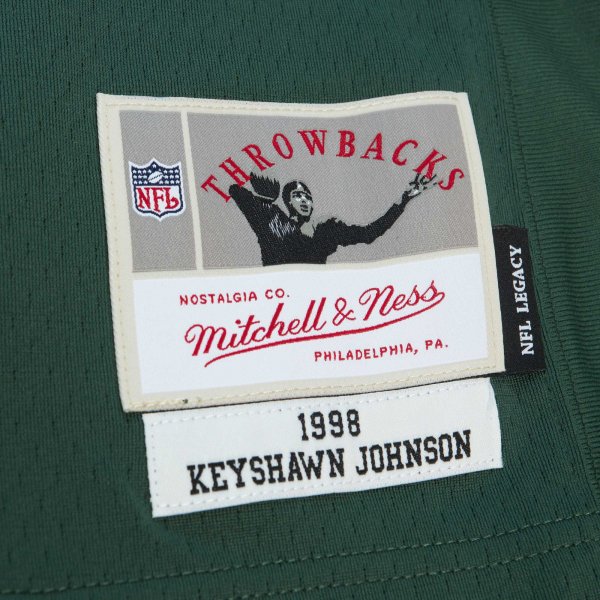 THROWBACKS
NFL
NOSTALGIA CO.
Mitchell & Ness
PHILADELPHIA, PA.
NFL LEGACY
1998
KEYSHAWN JOHNSON